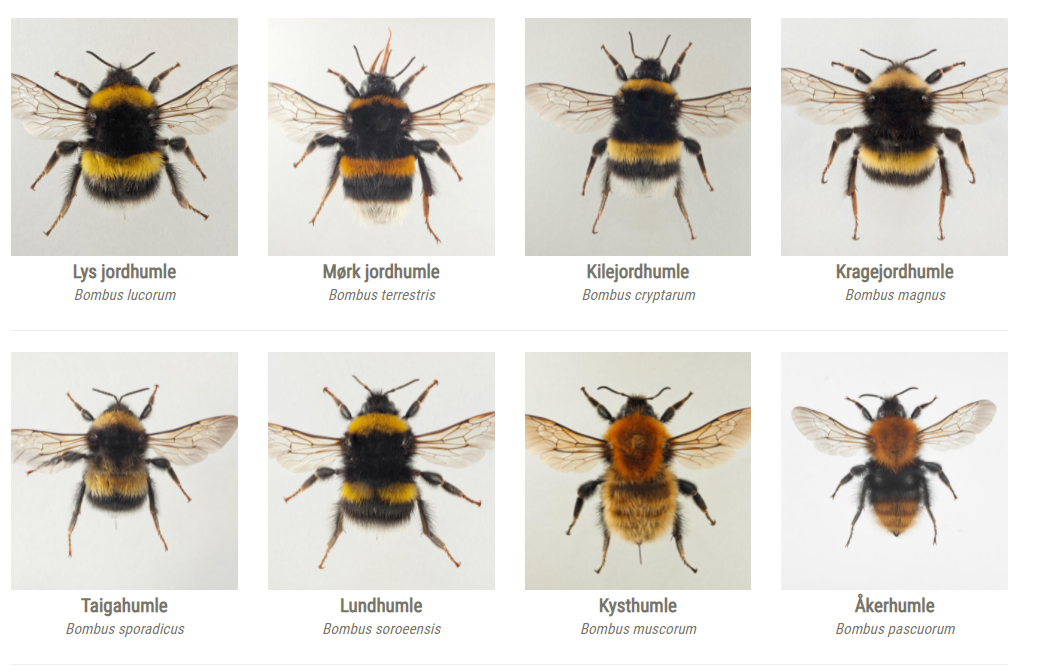 Lys jordhumle
Bombus lucorum
Mørk jordhumle
Bombus terrestris
Kilejordhumle
Bombus cryptarum
Kragejordhumle
Bombus magnus
Taigahumle
Bombus sporadicus
Lundhumle
Bombus soroeensis
Kysthumle
Bombus muscorum
Åkerhumle
Bombus pascuorum